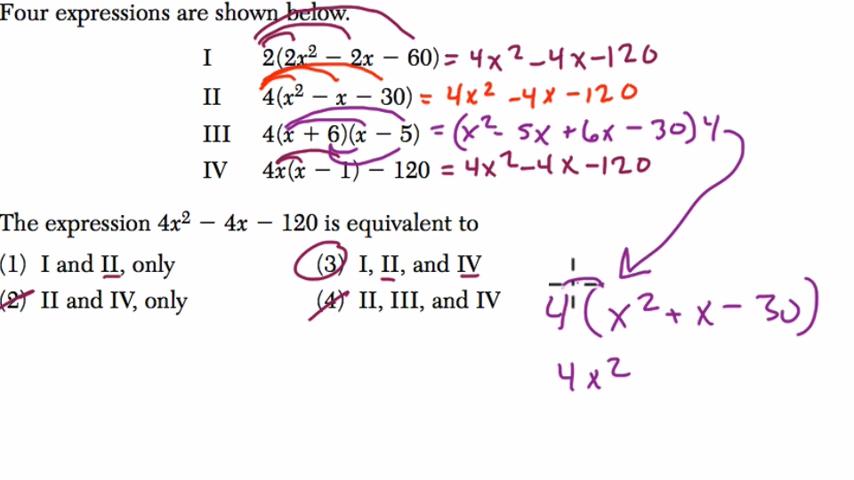 Four expressions are shown below.
I 2(2x² − 2x − 60) = 4x² − 4x − 120
II 4(x² − x − 30) = 4x² − 4x − 120
III 4(x + 6)(x − 5) = (x² − 5x + 6x − 30) 4
IV 4x(x − 1) − 120 = 4x² − 4x − 120
The expression 4x² − 4x − 120 is equivalent to
(1) I and II, only (3) I, II, and IV
(2) II and IV, only (4) II, III, and IV
4(x² + x − 30)
4x²